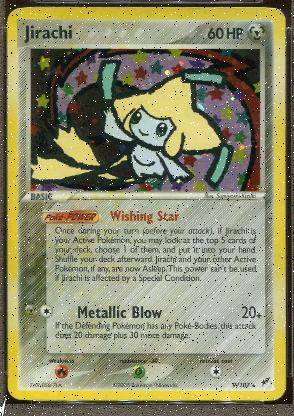 Jirachi 60 HP
BASIC
POKé-POWER Wishing Star
Once during your turn (before your attack), if Jirachi is
your Active Pokémon, you may look at the top 5 cards of
your deck, choose 1 of them, and put it into your hand.
Shuffle your deck afterward. Jirachi and your other Active
Pokémon, if any, are now Asleep. This power can't be used
if Jirachi is affected by a Special Condition.
Metallic Blow 20+
If the Defending Pokémon has any Poké-Bodies, this attack
does 20 damage plus 30 more damage.
weakness resistance -30 retreat cost